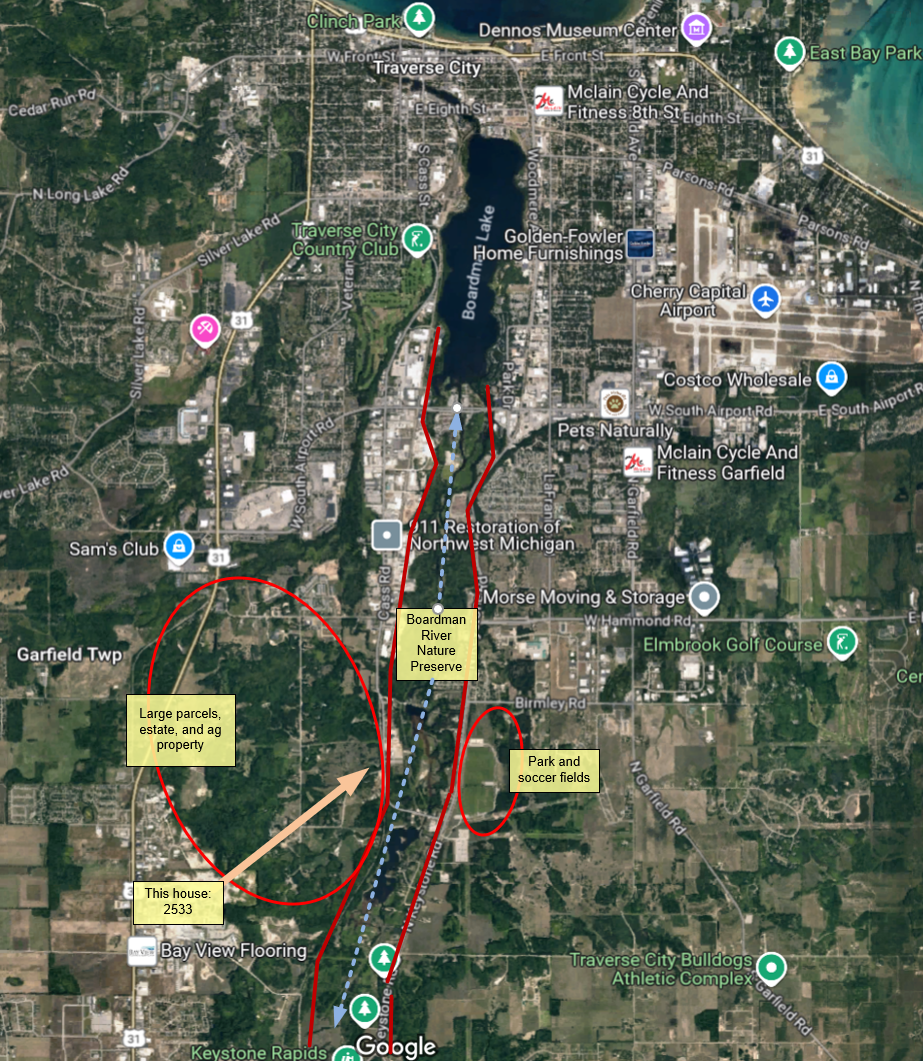 Clinch Park
Dennos Museum Center
East Bay Park
W Front St
E Front St
Traverse City
Cedar Run Rd
E Eighth St
Mclain Cycle And
Fitness 8th St
Eighth St
31
N Long Lake Rd
S Cass St
Parsons Rd
Parsons Rd
Silver Lake Rd
Traverse City
Country Club
Boardman Lake
Golden-Fowler
Home Furnishings
Veteran
Cherry Capital
Airport
31
Silver Lake Rd
Costco Wholesale
Park Dr
W South Airport Rd
E South Airport
Pets Naturally
W South Airport Rd
Mclain Cycle And
Fitness Garfield
ver Lake Rd
LaFran
Garfield Rd
911 Restoration of
Northwest Michigan
Sam's Club
31
Cass Rd
Morse Moving & Storage
Boardman
River
Nature
Preserve
W Hammond Rd
Elmbrook Golf Course
Garfield Twp
Cer
Large parcels,
estate, and ag
property
Birmley Rd
Park and
soccer fields
N Garfield Rd
This house:
2533
N Keystone Rd
Bay View Flooring
Traverse City Bulldogs
Athletic Complex
Garfield Rd
eystone Rd
31
Google
Keystone Rapids